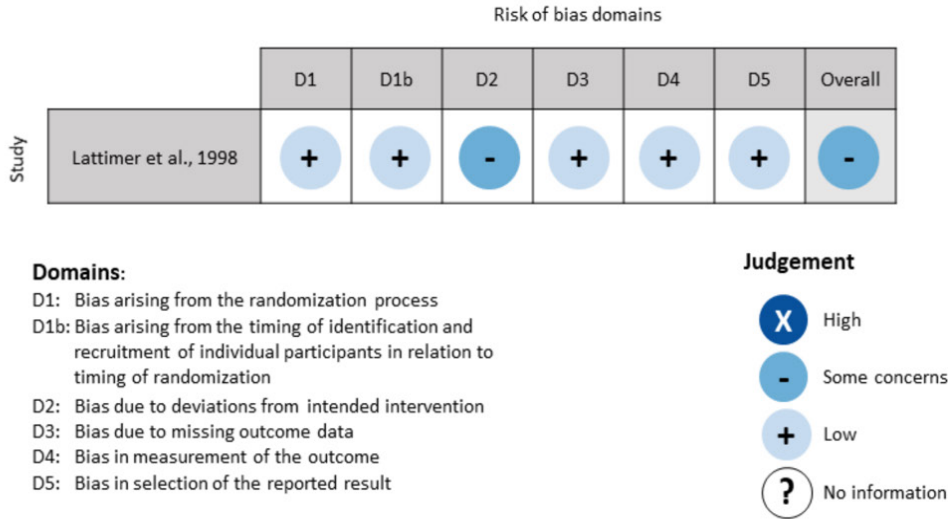 Risk of bias domains
D1 D1b D2 D3 D4 D5 Overall
Study
Lattimer et al., 1998 + + - + + + -
Domains:
D1: Bias arising from the randomization process
D1b: Bias arising from the timing of identification and
recruitment of individual participants in relation to
timing of randomization
D2: Bias due to deviations from intended intervention
D3: Bias due to missing outcome data
D4: Bias in measurement of the outcome
D5: Bias in selection of the reported result
Judgement
X High
- Some concerns
+ Low
? No information